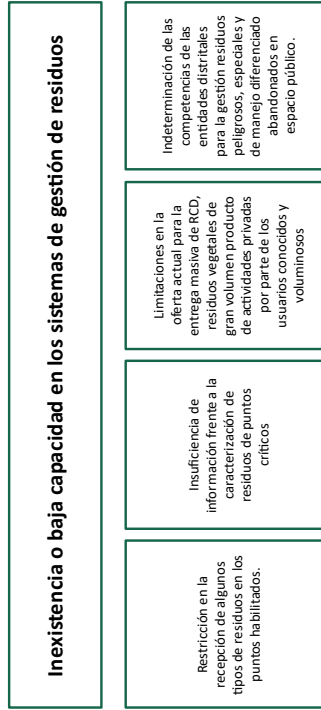 Inexistencia o baja capacidad en los sistemas de gestión de residuos
Restricción en la
recepción de algunos
tipos de residuos en los
puntos habilitados.
Insuficiencia de
información frente a la
caracterización de
residuos de puntos
críticos
Limitaciones en la
oferta actual para la
entrega masiva de RCD,
residuos vegetales de
gran volumen producto
de actividades privadas
por parte de los
usuarios conocidos y
voluminosos
Indeterminación de las
competencias de las
entidades distritales
para la gestión residuos
peligrosos, especiales y
de manejo diferenciado
abandonados en
espacio público.